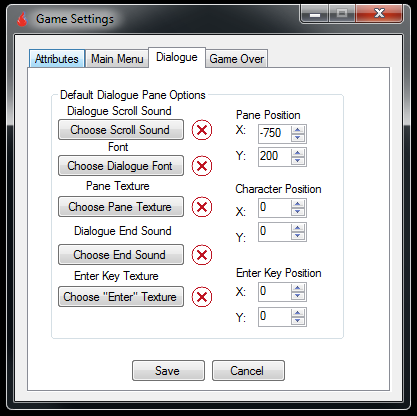 Game Settings
Attributes Main Menu Dialogue Game Over
Default Dialogue Pane Options
Dialogue Scroll Sound
Choose Scroll Sound
Font
Choose Dialogue Font
Pane Texture
Choose Pane Texture
Dialogue End Sound
Choose End Sound
Enter Key Texture
Choose "Enter" Texture
Pane Position
X: -750
Y: 200
Character Position
X: 0
Y: 0
Enter Key Position
X: 0
Y: 0
Save Cancel